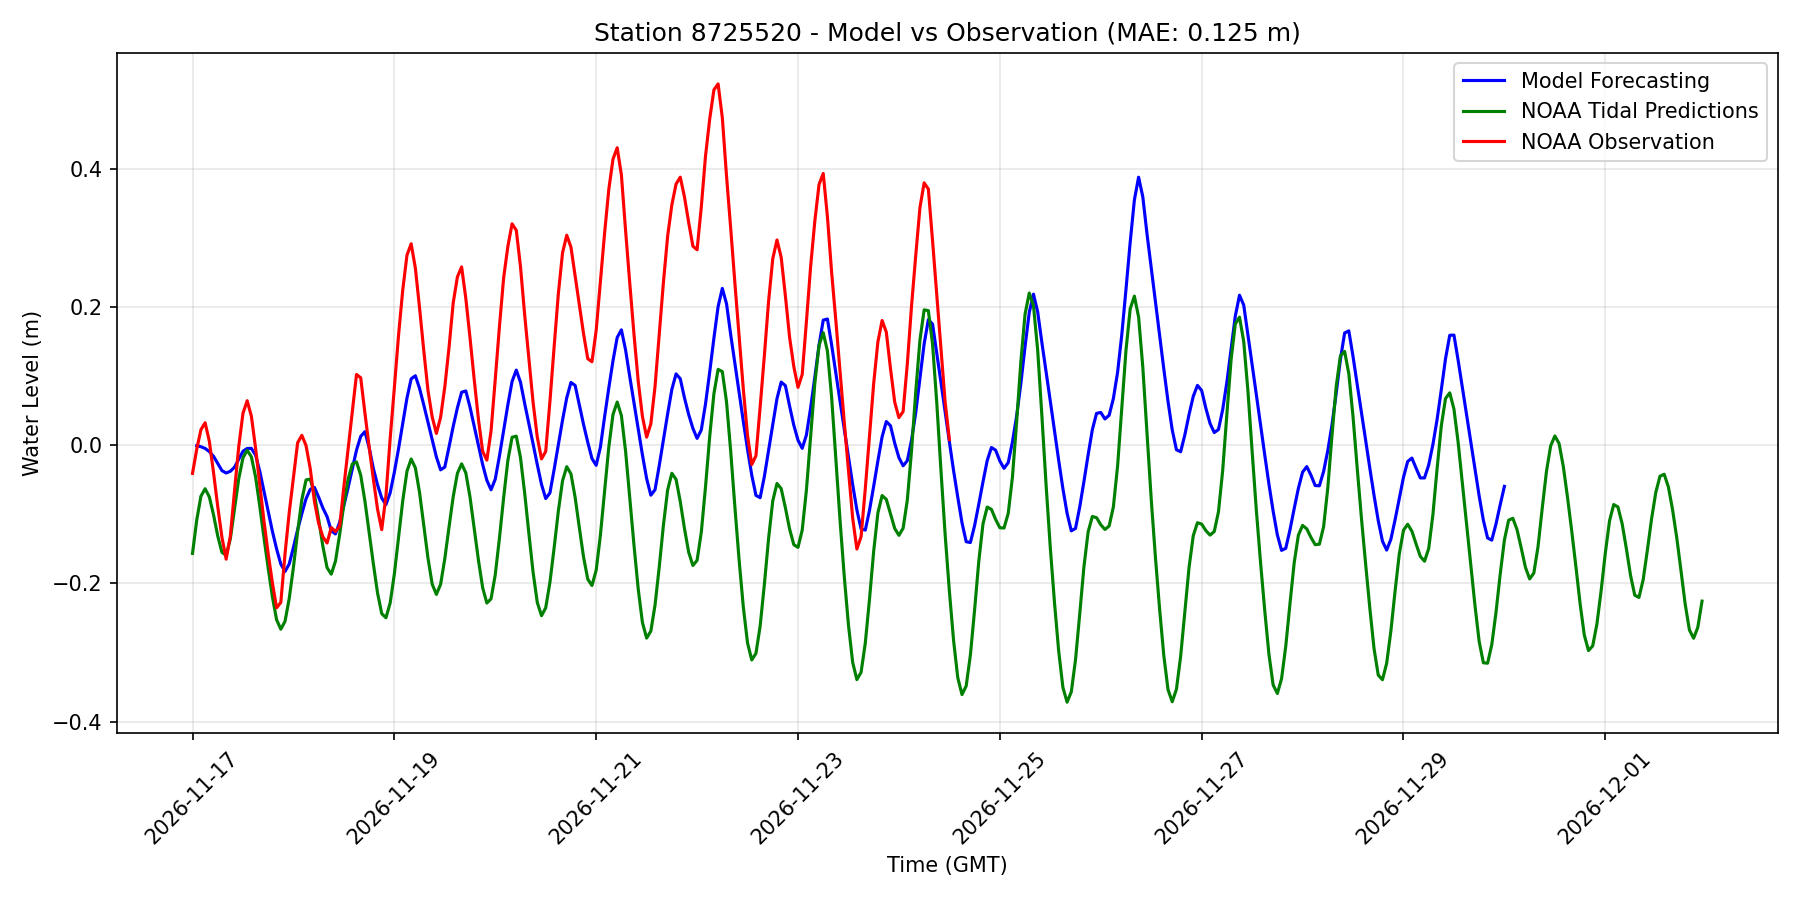 Station 8725520 - Model vs Observation (MAE: 0.125 m)
Model Forecasting
NOAA Tidal Predictions
NOAA Observation
Water Level (m)
0.4
0.2
0.0
−0.2
−0.4
2026-11-17
2026-11-19
2026-11-21
2026-11-23
2026-11-25
2026-11-27
2026-11-29
2026-12-01
Time (GMT)